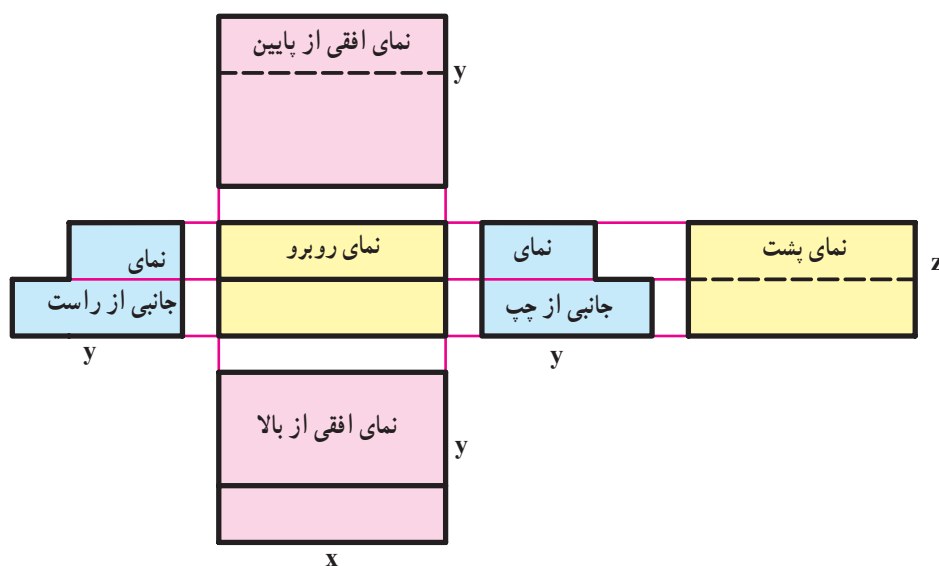 نمای افقی از پایین
y
نمای پشت
نمای
نمای روبرو
نمای
z
جانبی از چپ
جانبی از راست
y
y
نمای افقی از بالا
y
x